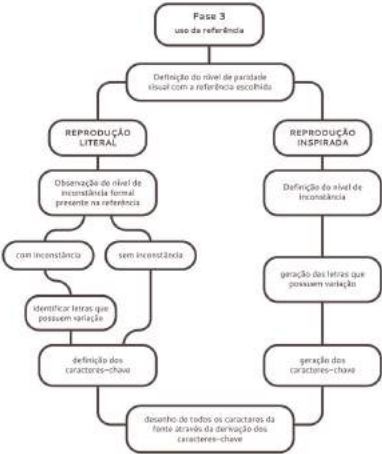 Fase 3
uso da referência
Definição do nível de paridade
visual com a referência escolhida
REPRODUÇÃO
LITERAL
REPRODUÇÃO
INSPIRADA
Observação do nível de
inconstância formal
presente na referência
Definição do nível de
inconstância
com inconstância
sem inconstância
geração das letras que
possuem variação
identificar letras que
possuem variação
definição dos
caracteres-chave
geração dos
caracteres-chave
desenho de todos os caracteres da
fonte através da derivação dos
caracteres-chave